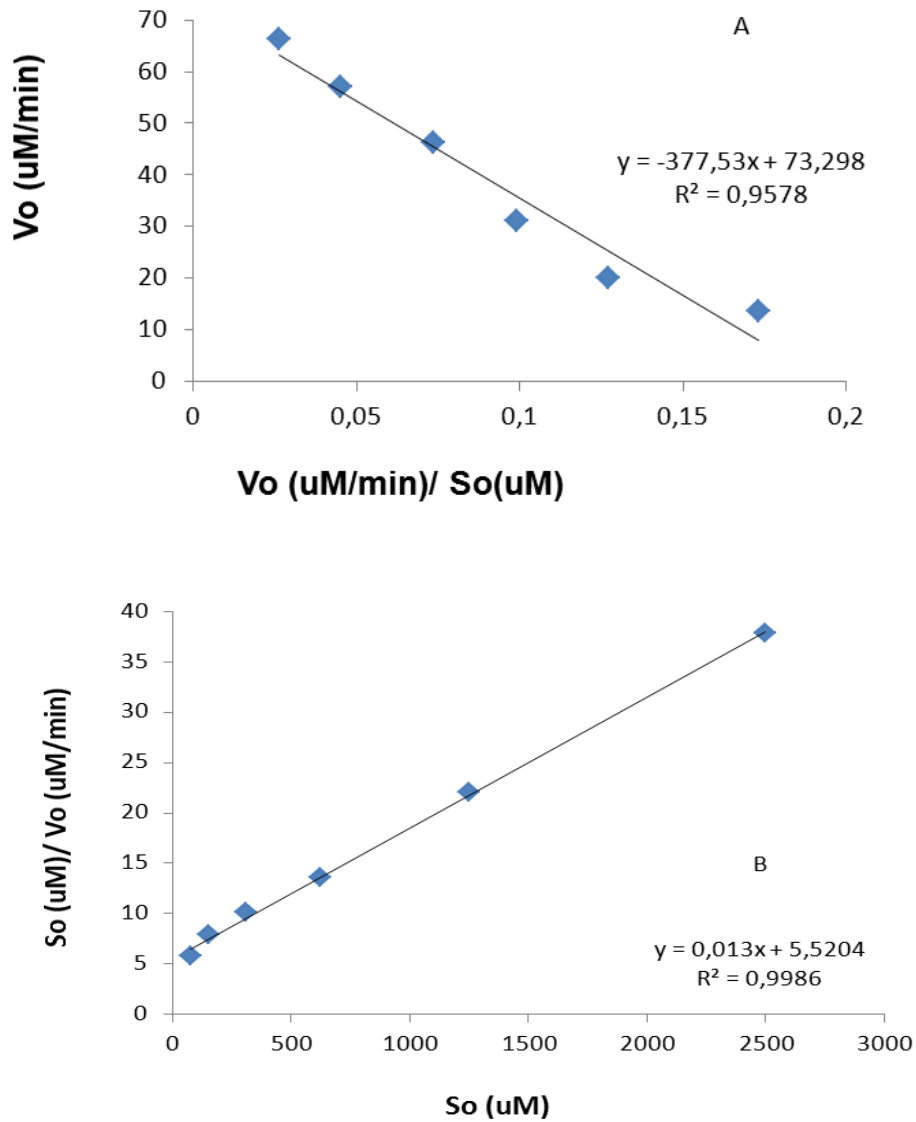 A
Vo (uM/min)
70
60
50
40
30
20
10
0
y = -377,53x + 73,298
R² = 0,9578
0 0,05 0,1 0,15 0,2
Vo (uM/min)/ So(uM)
So (uM)/ Vo (uM/min)
40
35
30
25
20
15
10
5
0
B
y = 0,013x + 5,5204
R² = 0,9986
0 500 1000 1500 2000 2500 3000
So (uM)